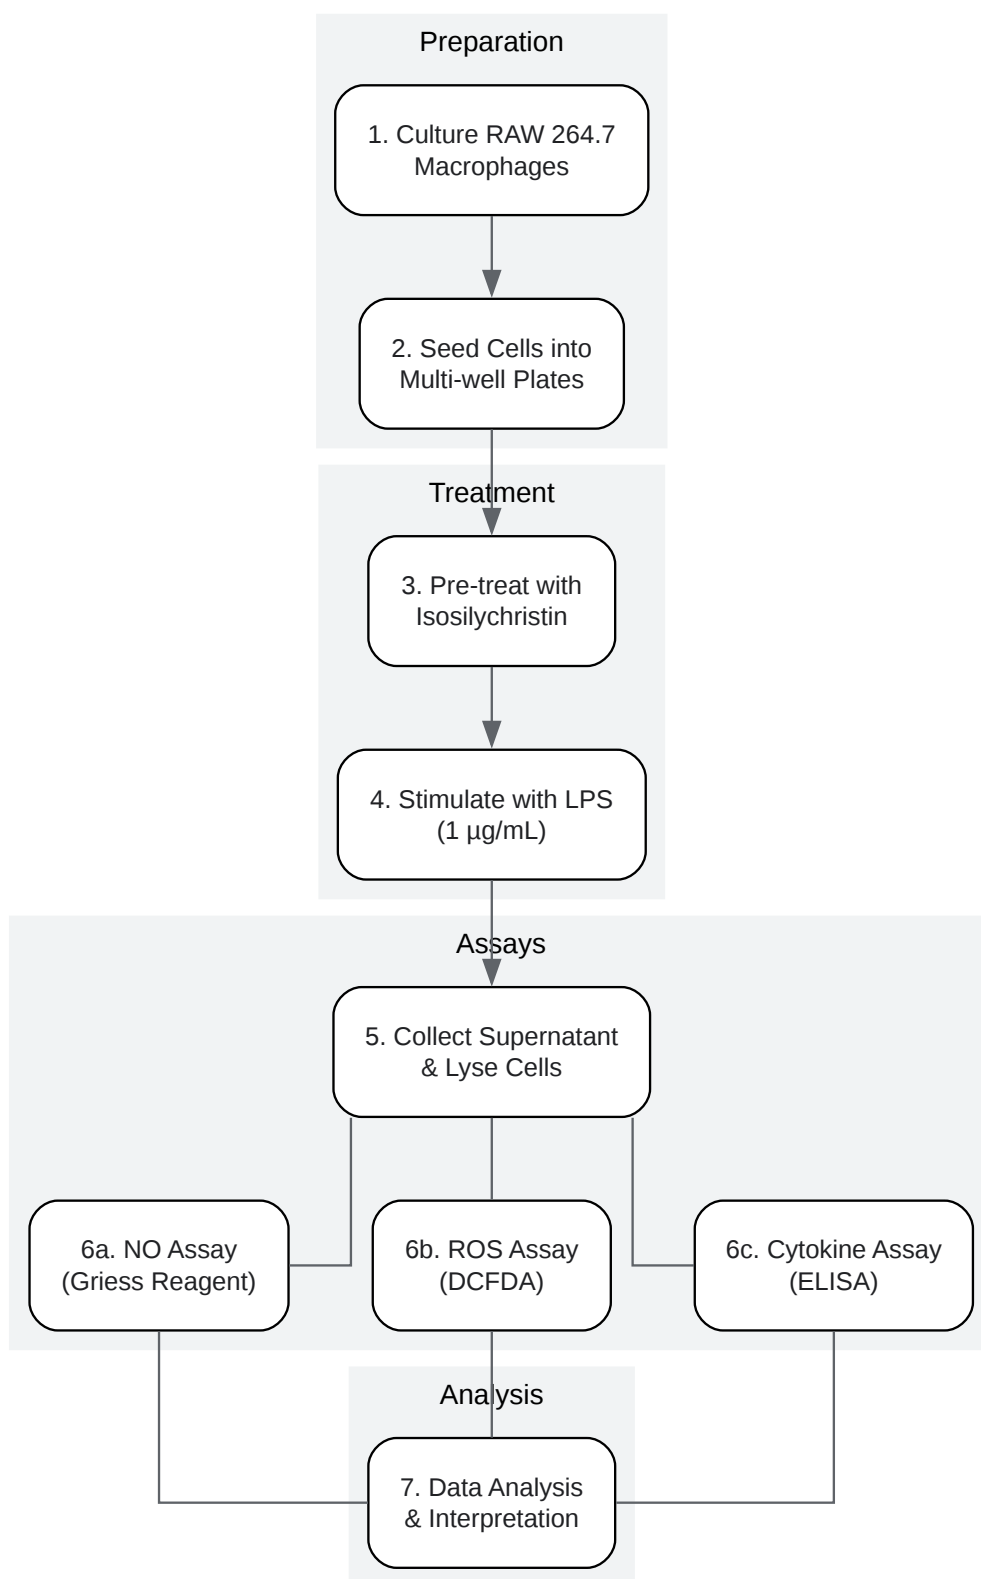 Preparation
1. Culture RAW 264.7
Macrophages
2. Seed Cells into
Multi-well Plates
Treatment
3. Pre-treat with
Isosilychristin
4. Stimulate with LPS
(1 µg/mL)
Assays
5. Collect Supernatant
& Lyse Cells
6a. NO Assay
(Griess Reagent)
6b. ROS Assay
(DCFDA)
6c. Cytokine Assay
(ELISA)
Analysis
7. Data Analysis
& Interpretation